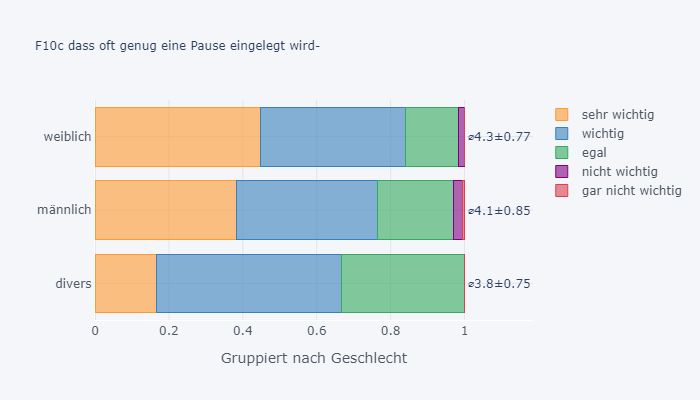 F10c dass oft genug eine Pause eingelegt wird-
sehr wichtig
wichtig
egal
nicht wichtig
gar nicht wichtig
weiblich
⌀4.3±0.77
männlich
⌀4.1±0.85
divers
⌀3.8±0.75
0 0.2 0.4 0.6 0.8 1
Gruppiert nach Geschlecht